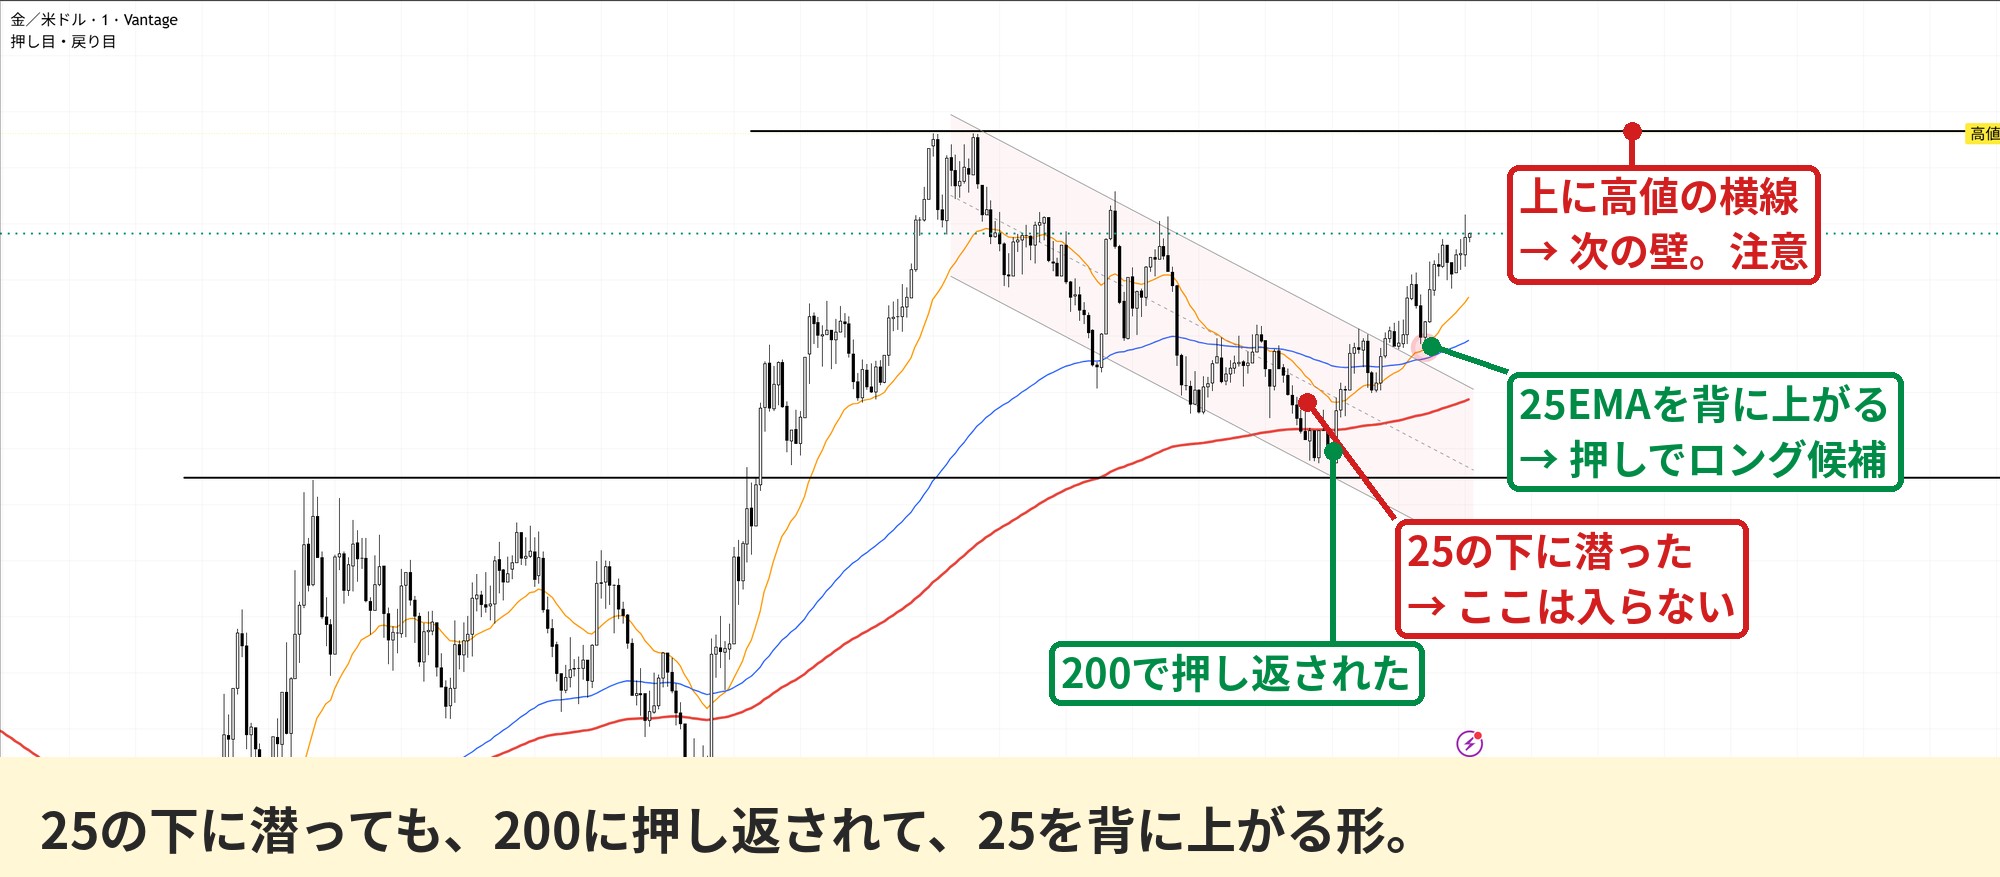 金／米ドル・1・Vantage
押し目・戻り目
高値
上に高値の横線
→ 次の壁。注意
25EMAを背に上がる
→ 押しでロング候補
25の下に潜った
→ ここは入らない
200で押し返された
25の下に潜っても、200に押し返されて、25を背に上がる形。